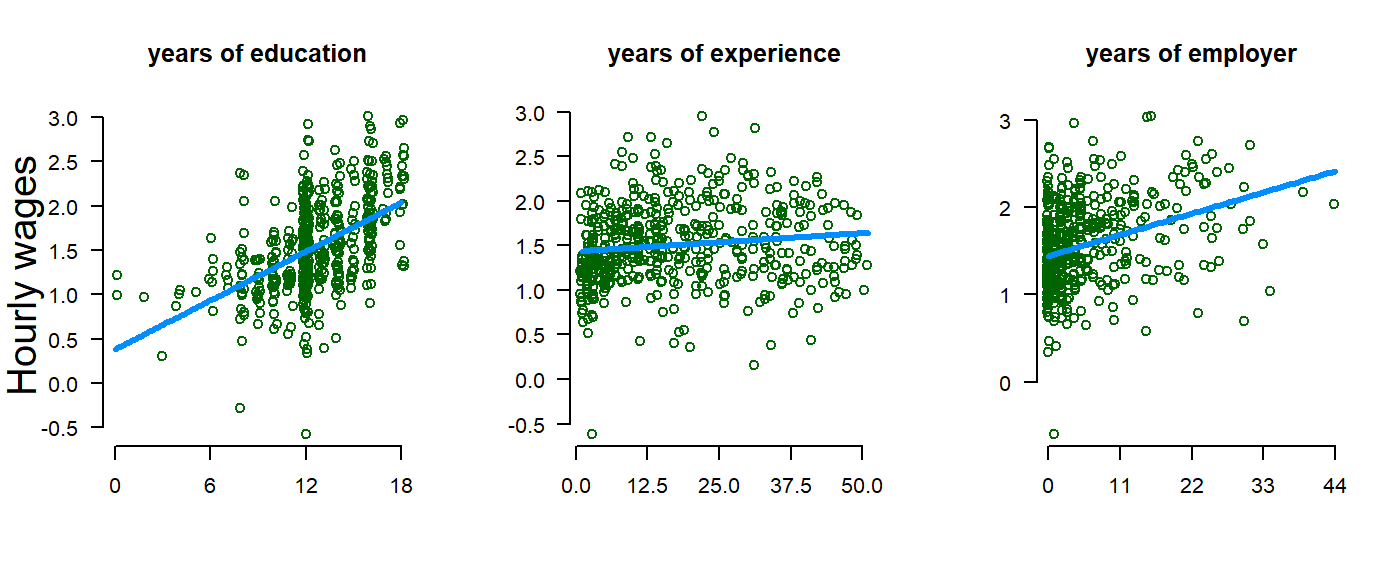 years of education
years of experience
years of employer
Hourly wages
3.0
2.5
2.0
1.5
1.0
0.5
0.0
-0.5
0 6 12 18
3.0
2.5
2.0
1.5
1.0
0.5
0.0
-0.5
0.0 12.5 25.0 37.5 50.0
3
2
1
0
0 11 22 33 44